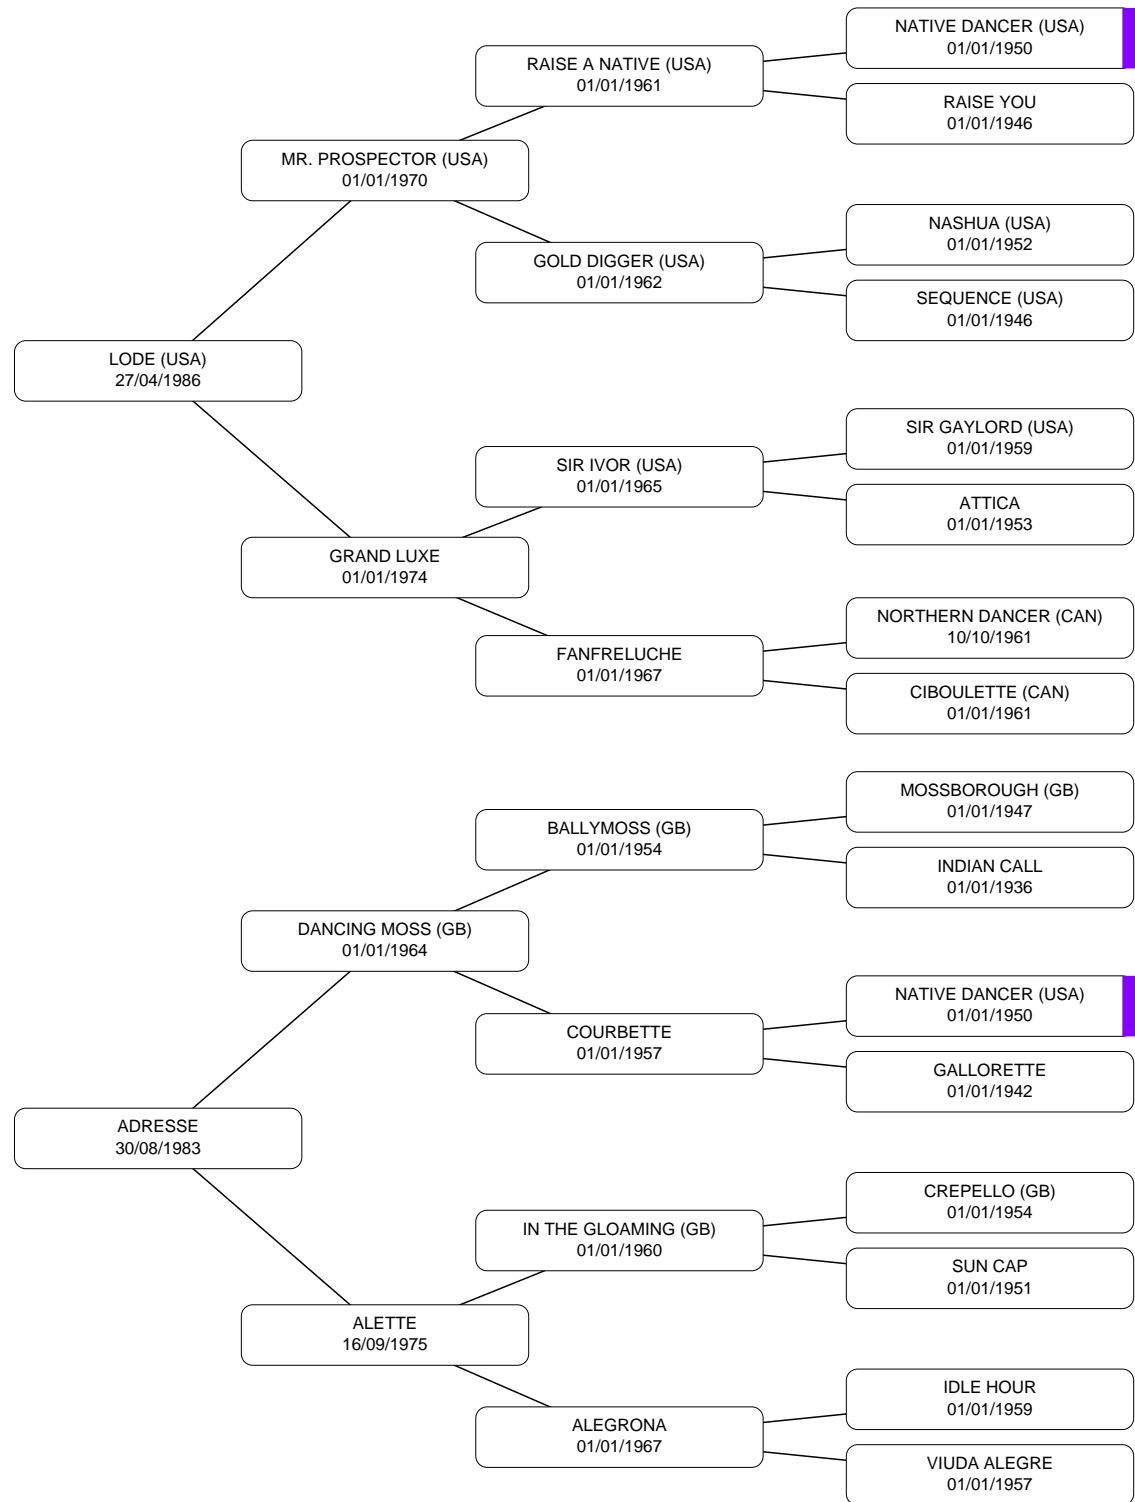 NATIVE DANCER (USA)
01/01/1950
RAISE A NATIVE (USA)
01/01/1961
RAISE YOU
01/01/1946
MR. PROSPECTOR (USA)
01/01/1970
NASHUA (USA)
01/01/1952
GOLD DIGGER (USA)
01/01/1962
SEQUENCE (USA)
01/01/1946
LODE (USA)
27/04/1986
SIR GAYLORD (USA)
01/01/1959
SIR IVOR (USA)
01/01/1965
ATTICA
01/01/1953
GRAND LUXE
01/01/1974
NORTHERN DANCER (CAN)
10/10/1961
FANFRELUCHE
01/01/1967
CIBOULETTE (CAN)
01/01/1961
MOSSBOROUGH (GB)
01/01/1947
BALLYMOSS (GB)
01/01/1954
INDIAN CALL
01/01/1936
DANCING MOSS (GB)
01/01/1964
NATIVE DANCER (USA)
01/01/1950
COURBETTE
01/01/1957
GALLORETTE
01/01/1942
ADRESSE
30/08/1983
CREPELLO (GB)
01/01/1954
IN THE GLOAMING (GB)
01/01/1960
SUN CAP
01/01/1951
ALETTE
16/09/1975
IDLE HOUR
01/01/1959
ALEGRONA
01/01/1967
VIUDA ALEGRE
01/01/1957